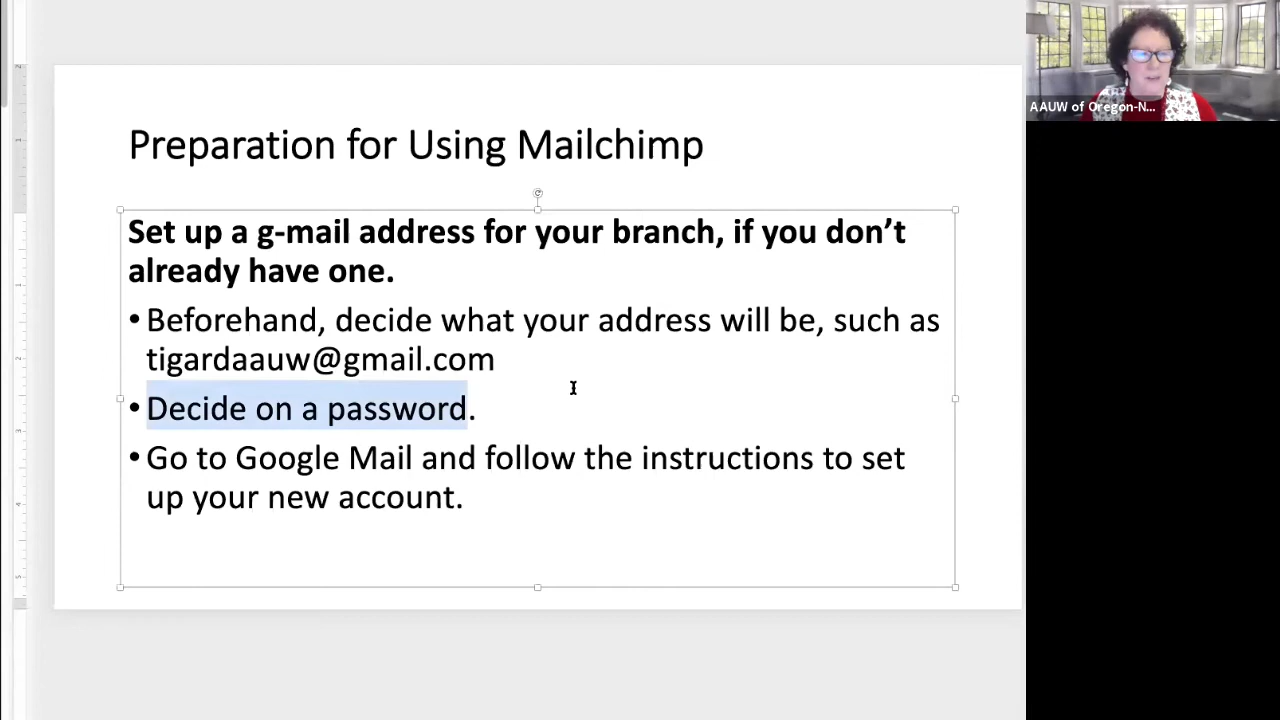 AAUW of Oregon-N...
Preparation for Using Mailchimp
Set up a g-mail address for your branch, if you don’t
already have one.
• Beforehand, decide what your address will be, such as
tigardaauw@gmail.com
• Decide on a password.
• Go to Google Mail and follow the instructions to set
up your new account.